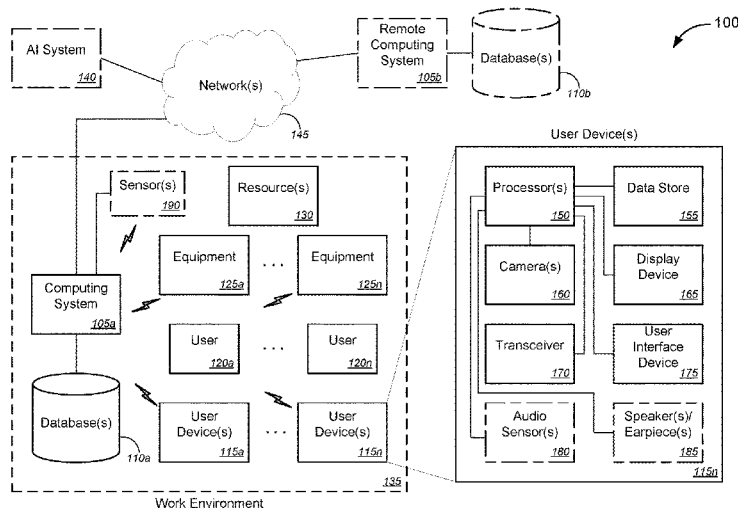 100
AI System
140
Network(s)
145
Remote
Computing
System
105b
Database(s)
110b
User Device(s)
Sensor(s)
190
Resource(s)
130
Equipment
125a
. . .
Equipment
125n
Computing
System
105a
User
120a
. . .
User
120n
Database(s)
110a
User
Device(s)
115a
. . .
User
Device(s)
115n
135
Work Environment
Processor(s)
150
Data Store
155
Camera(s)
160
Display
Device
165
Transceiver
170
User
Interface
Device
175
Audio
Sensor(s)
180
Speaker(s)/
Earpiece(s)
185
115n